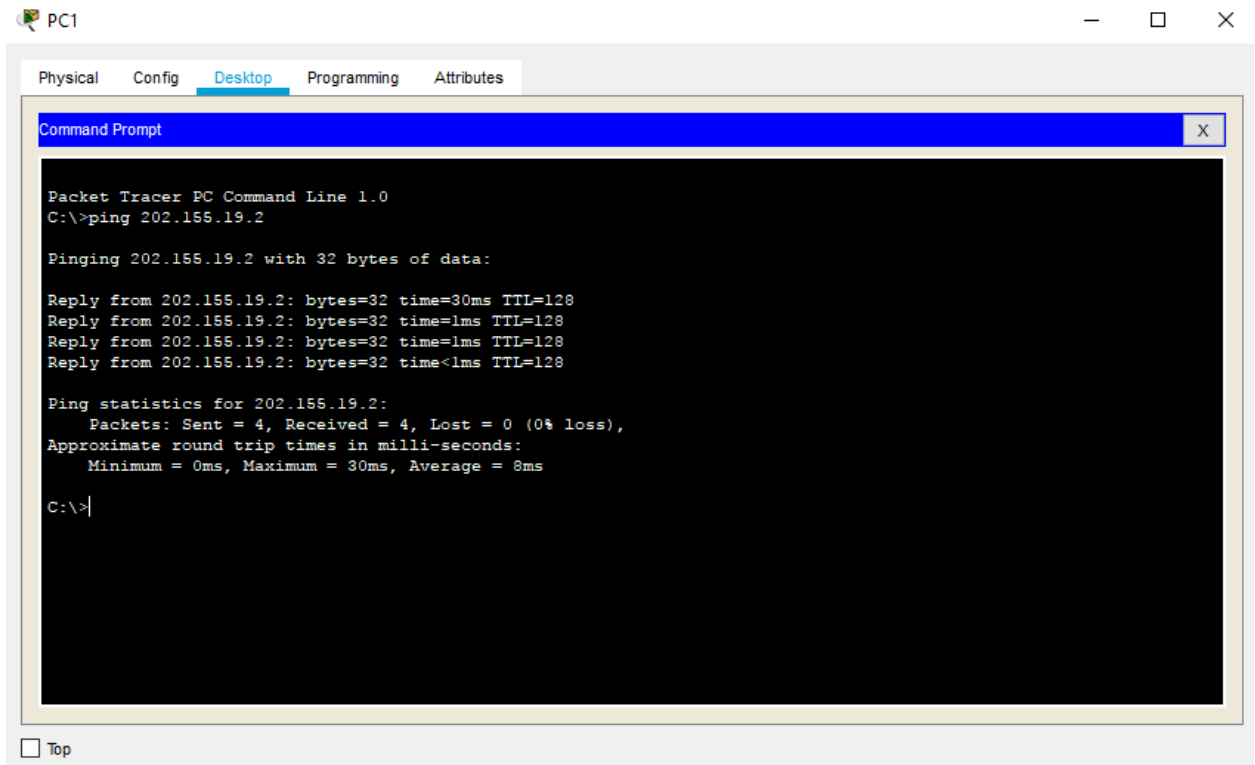 PC1
Physical Config Desktop Programming Attributes
Command Prompt
X
Packet Tracer PC Command Line 1.0
C:\>ping 202.155.19.2
Pinging 202.155.19.2 with 32 bytes of data:
Reply from 202.155.19.2: bytes=32 time=30ms TTL=128
Reply from 202.155.19.2: bytes=32 time=1ms TTL=128
Reply from 202.155.19.2: bytes=32 time=1ms TTL=128
Reply from 202.155.19.2: bytes=32 time<1ms TTL=128
Ping statistics for 202.155.19.2:
Packets: Sent = 4, Received = 4, Lost = 0 (0% loss),
Approximate round trip times in milli-seconds:
Minimum = 0ms, Maximum = 30ms, Average = 8ms
C:\>
Top